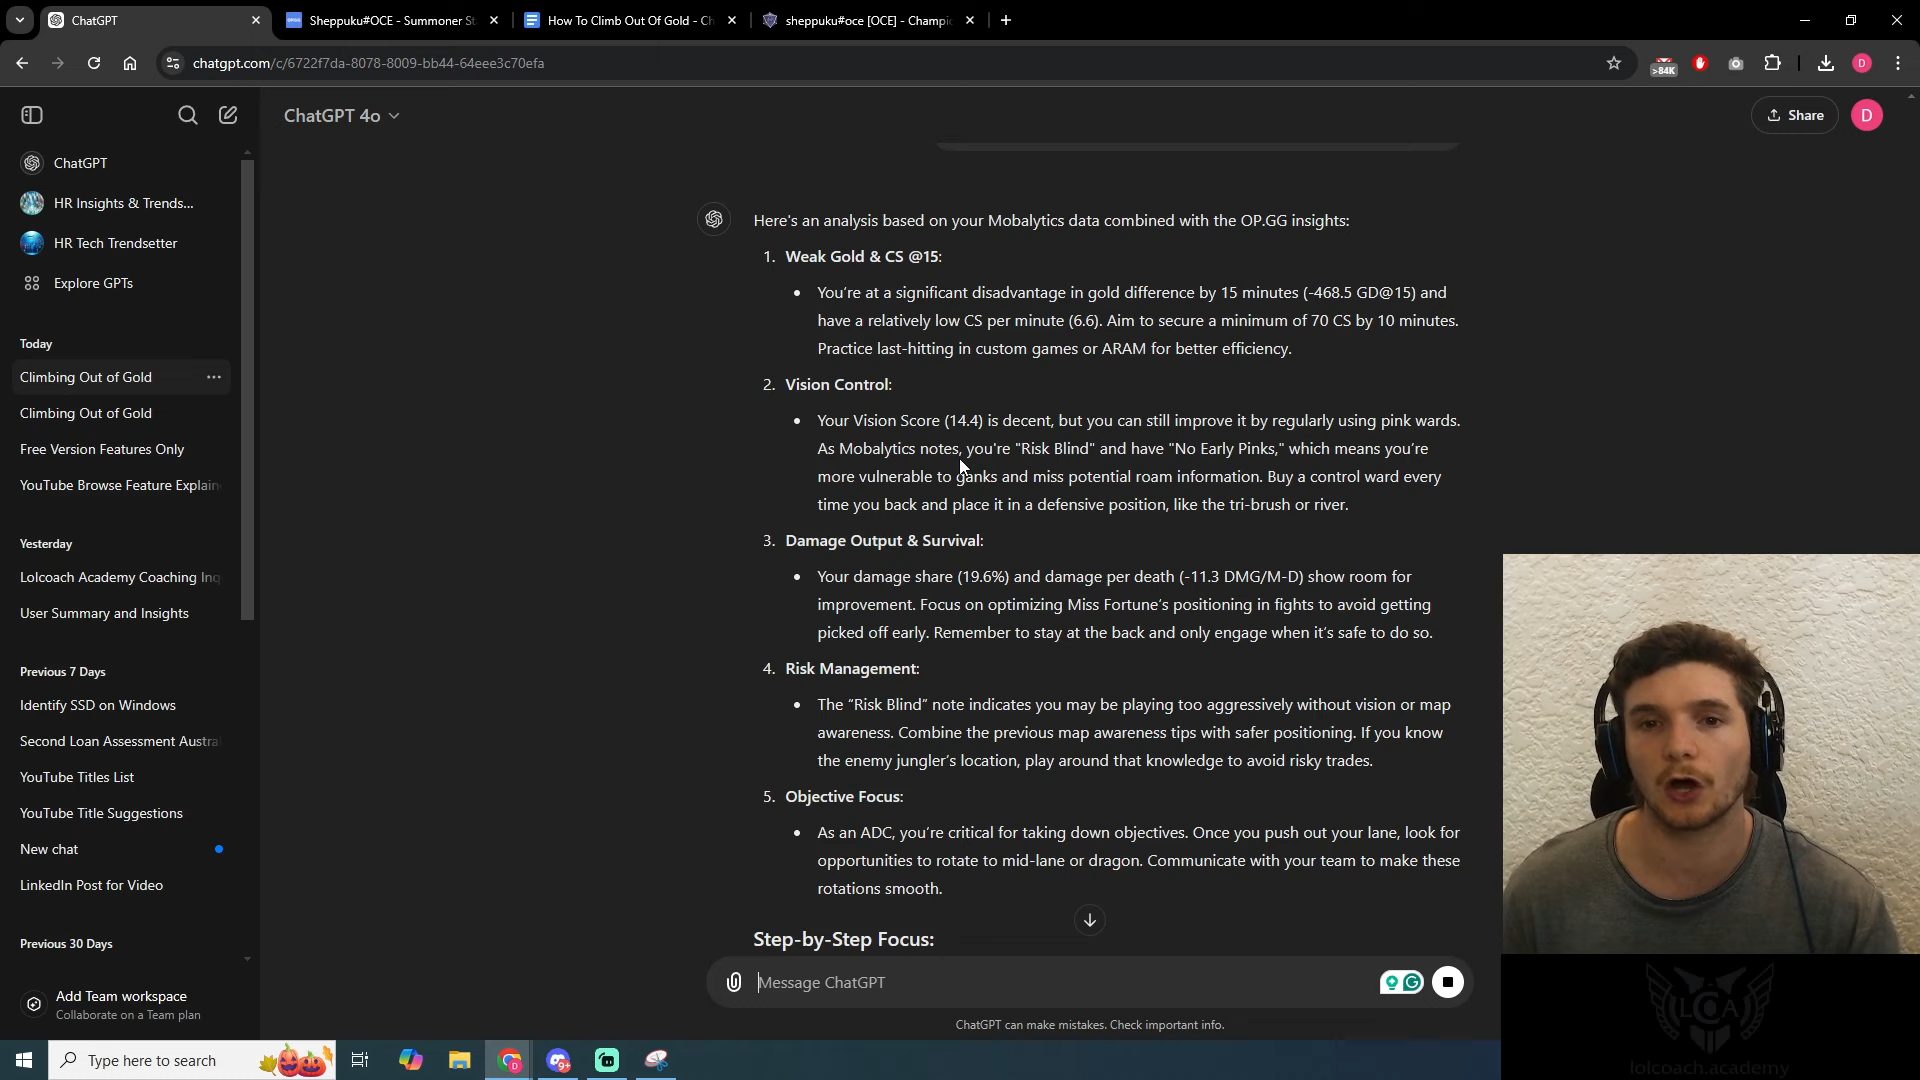 ChatGPT
Sheppuku#OCE - Summoner St
How To Climb Out Of Gold - Ch
sheppuku#oce [OCE] - Champio
chatgpt.com/c/6722f7da-8078-8009-bb44-64eee3c70efa
>84K
D
ChatGPT 4o
Share
D
ChatGPT
HR Insights & Trends...
HR Tech Trendsetter
Explore GPTs
Today
Climbing Out of Gold
Climbing Out of Gold
Free Version Features Only
YouTube Browse Feature Explain
Yesterday
Lolcoach Academy Coaching Inq
User Summary and Insights
Previous 7 Days
Identify SSD on Windows
Second Loan Assessment Austra
YouTube Titles List
YouTube Title Suggestions
New chat
LinkedIn Post for Video
Previous 30 Days
Add Team workspace
Collaborate on a Team plan
Here's an analysis based on your Mobalytics data combined with the OP.GG insights:
1. Weak Gold & CS @15:
• You're at a significant disadvantage in gold difference by 15 minutes (-468.5 GD@15) and
have a relatively low CS per minute (6.6). Aim to secure a minimum of 70 CS by 10 minutes.
Practice last-hitting in custom games or ARAM for better efficiency.
2. Vision Control:
• Your Vision Score (14.4) is decent, but you can still improve it by regularly using pink wards.
As Mobalytics notes, you're "Risk Blind" and have "No Early Pinks," which means you're
more vulnerable to ganks and miss potential roam information. Buy a control ward every
time you back and place it in a defensive position, like the tri-brush or river.
3. Damage Output & Survival:
• Your damage share (19.6%) and damage per death (-11.3 DMG/M-D) show room for
improvement. Focus on optimizing Miss Fortune's positioning in fights to avoid getting
picked off early. Remember to stay at the back and only engage when it's safe to do so.
4. Risk Management:
• The “Risk Blind” note indicates you may be playing too aggressively without vision or map
awareness. Combine the previous map awareness tips with safer positioning. If you know
the enemy jungler's location, play around that knowledge to avoid risky trades.
5. Objective Focus:
• As an ADC, you're critical for taking down objectives. Once you push out your lane, look for
opportunities to rotate to mid-lane or dragon. Communicate with your team to make these
rotations smooth.
Step-by-Step Focus:
Message ChatGPT
ChatGPT can make mistakes. Check important info.
Type here to search
D
9+
LCA
lolcoach.academy